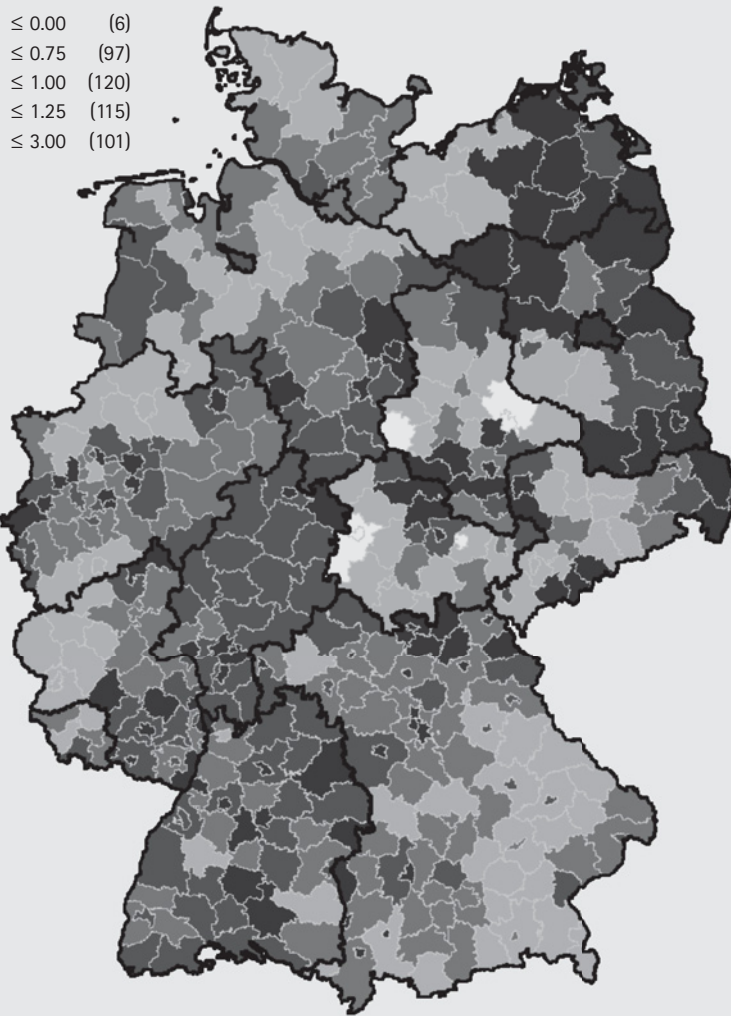 ≤ 0.00 (6)
≤ 0.75 (97)
≤ 1.00 (120)
≤ 1.25 (115)
≤ 3.00 (101)